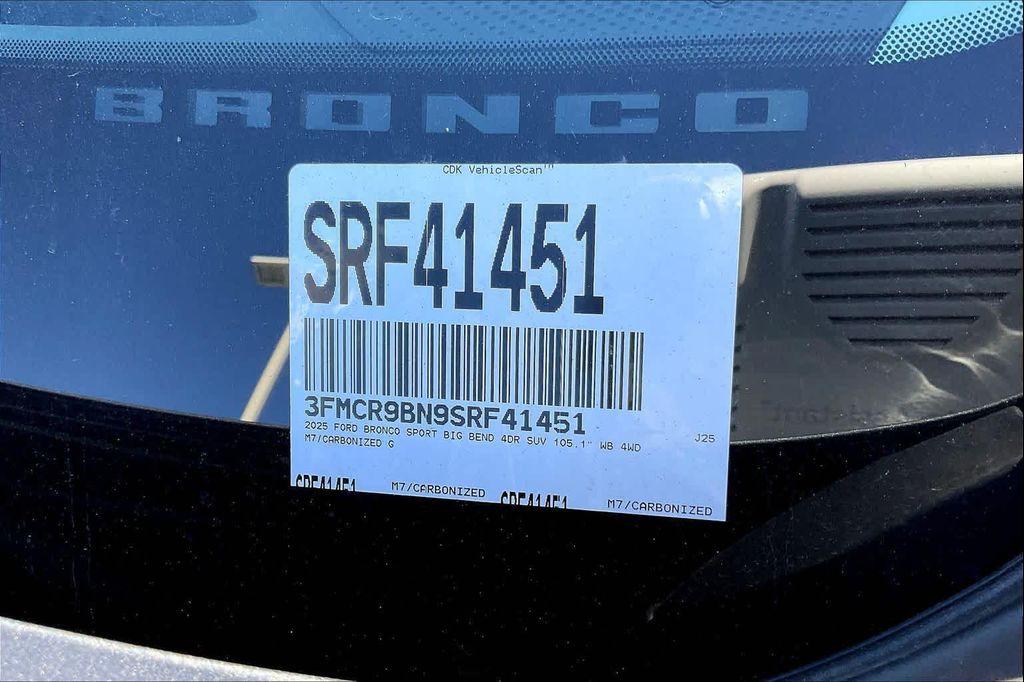 BRONCO
CDK VehicleScan™
SRF41451
3FMCR9BN9SRF41451
2025 FORD BRONCO SPORT BIG BEND 4DR SUV 105.1" WB 4WD J25
M7/CARBONIZED G
SRF41451 M7/CARBONIZED SRF41451 M7/CARBONIZED